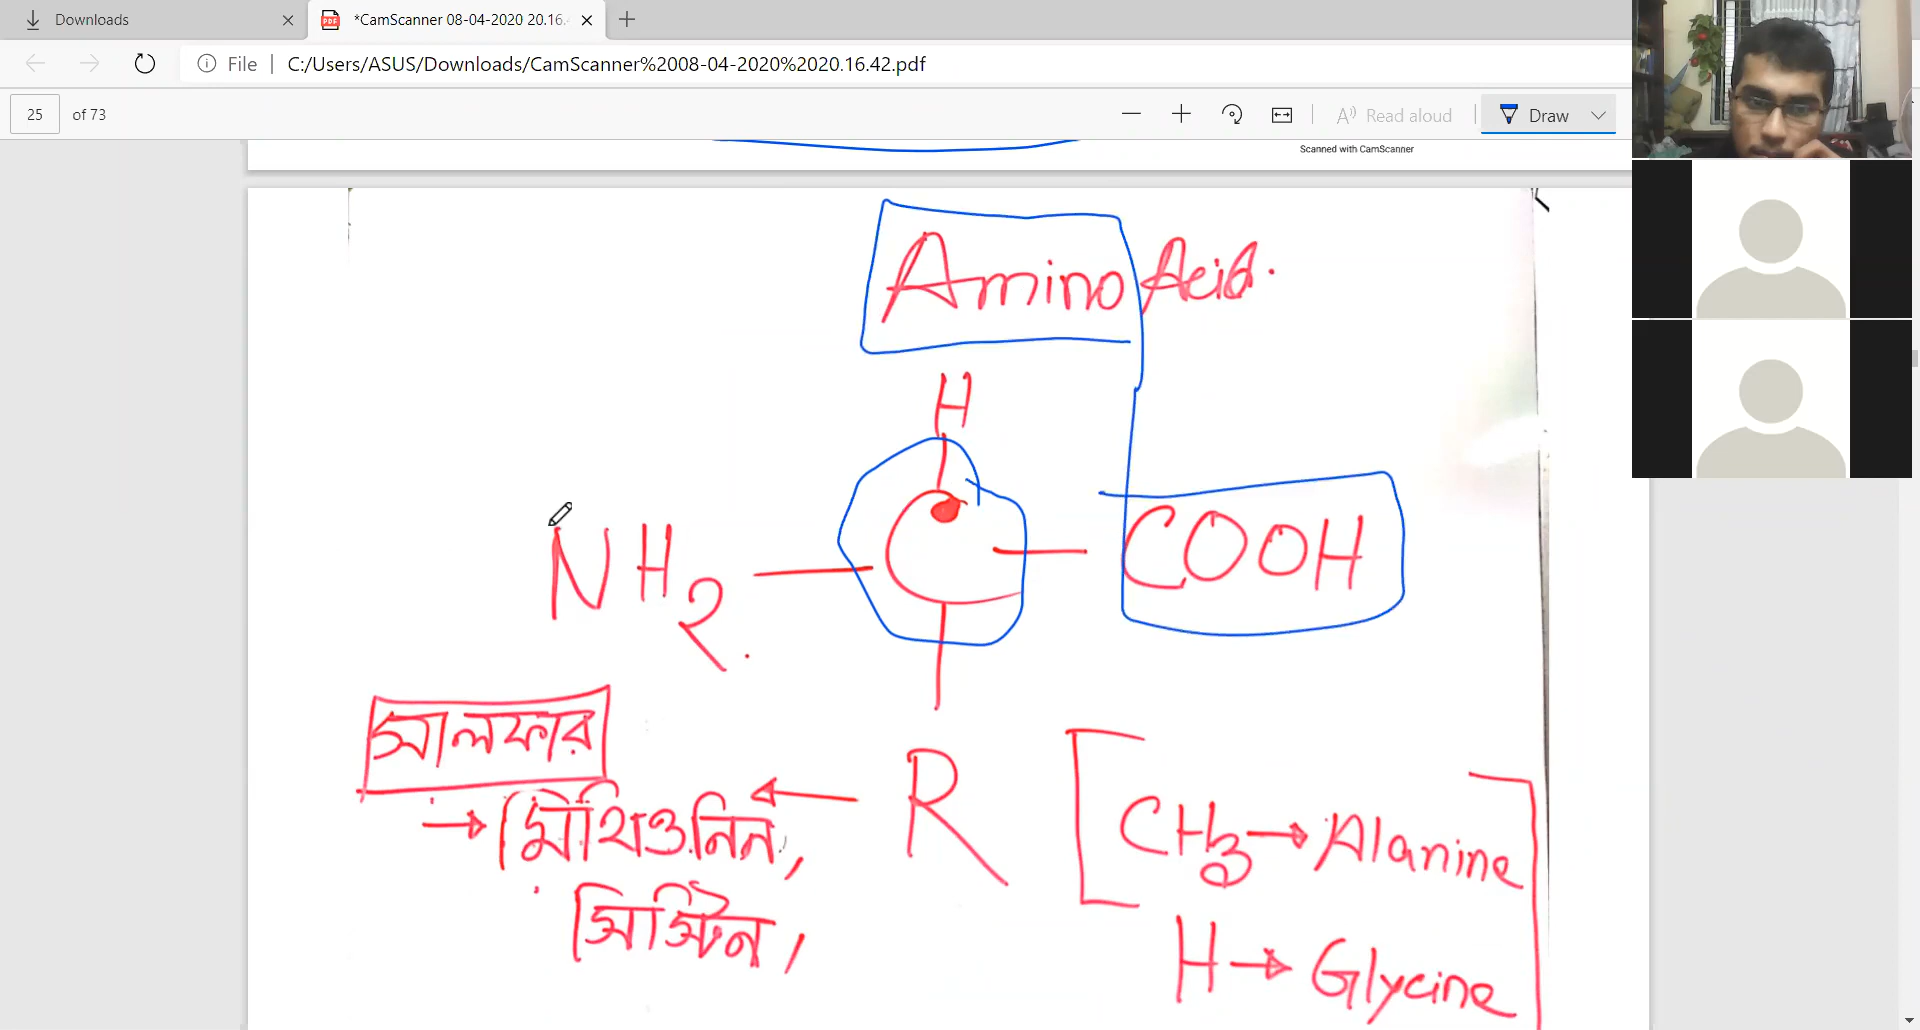 Downloads
*CamScanner 08-04-2020 20.16.
File
C:/Users/ASUS/Downloads/CamScanner%2008-04-2020%2020.16.42.pdf
25 of 73
Read aloud
Draw
Scanned with CamScanner
Amino Acid.
H
NH2 C COOH
সালফার
R
→ মিথিওনিন,
CH3 → Alanine
সিস্টিন,
H → Glycine